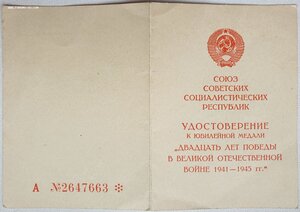 СОЮЗ
СОВЕТСКИХ
СОЦИАЛИСТИЧЕСКИХ
РЕСПУБЛИК
УДОСТОВЕРЕНИЕ
К ЮБИЛЕЙНОЙ МЕДАЛИ
„ДВАДЦАТЬ ЛЕТ ПОБЕДЫ
В ВЕЛИКОЙ ОТЕЧЕСТВЕННОЙ
ВОЙНЕ 1941—1945 гг."
А №2647663